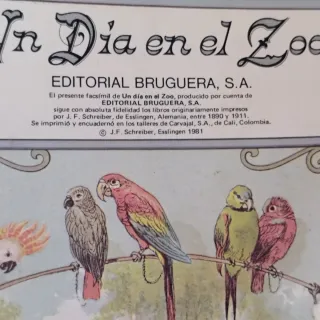 Un Día en el Zoo
EDITORIAL BRUGUERA, S.A.
El presente facsímil de Un día en el Zoo, producido por cuenta de
EDITORIAL BRUGUERA, S.A.
sigue con absoluta fidelidad los libros originariamente impresos
por J. F. Schreiber, de Esslingen, Alemania, entre 1890 y 1911.
Se imprimió y encuadernó en los talleres de Carvajal, S.A., de Cali, Colombia.
© J.F. Schreiber, Esslingen 1981